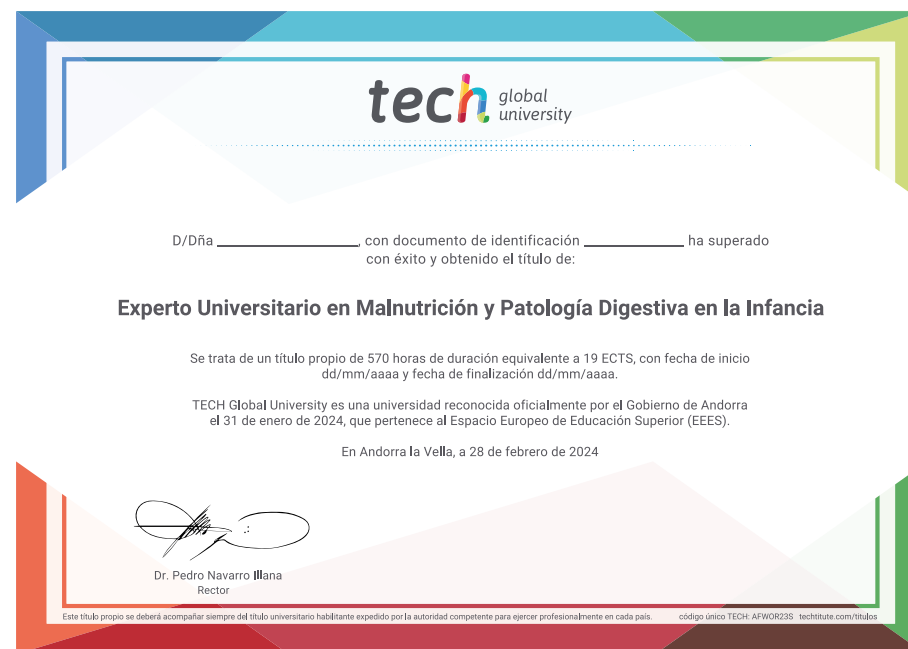 tech global university
D/Dña ____________________, con documento de identificación ______________ ha superado
con éxito y obtenido el título de:
Experto Universitario en Malnutrición y Patología Digestiva en la Infancia
Se trata de un título propio de 570 horas de duración equivalente a 19 ECTS, con fecha de inicio
dd/mm/aaaa y fecha de finalización dd/mm/aaaa.
TECH Global University es una universidad reconocida oficialmente por el Gobierno de Andorra
el 31 de enero de 2024, que pertenece al Espacio Europeo de Educación Superior (EEES).
En Andorra la Vella, a 28 de febrero de 2024
Dr. Pedro Navarro Illana
Rector
Este título propio se deberá acompañar siempre del título universitario habilitante expedido por la autoridad competente para ejercer profesionalmente en cada país. código único TECH: AFWOR23S techtitute.com/titulos